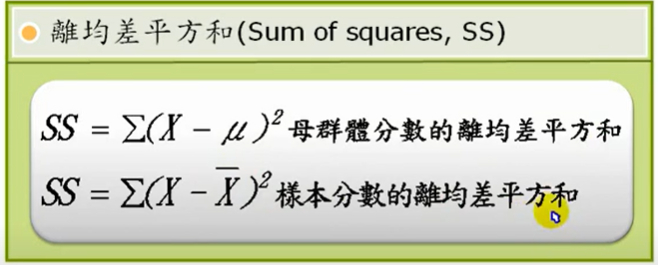 離均差平方和(Sum of squares, SS)
SS = ∑(X - μ)² 母群體分數的離均差平方和
SS = ∑(X - X̅)² 樣本分數的離均差平方和